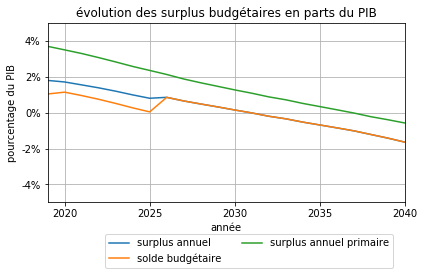 évolution des surplus budgétaires en parts du PIB
pourcentage du PIB
4%
2%
0%
-2%
-4%
2020
2025
2030
2035
2040
année
surplus annuel
solde budgétaire
surplus annuel primaire